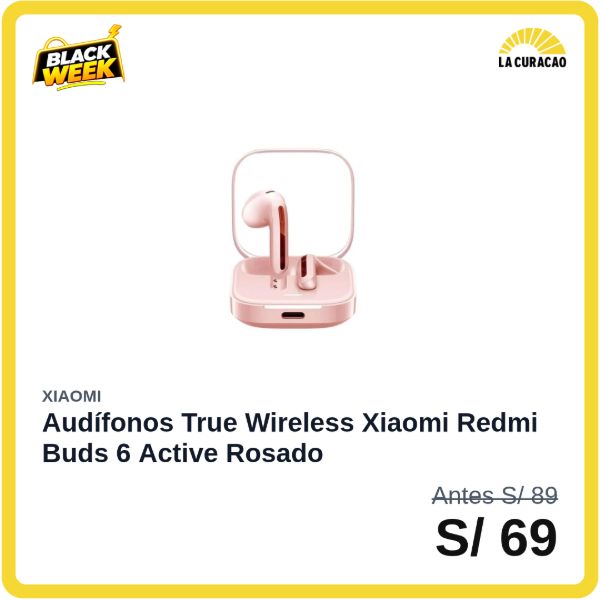 BLACK
WEEK
LA CURACAO
XIAOMI
Audífonos True Wireless Xiaomi Redmi
Buds 6 Active Rosado
Antes S/ 89
S/ 69